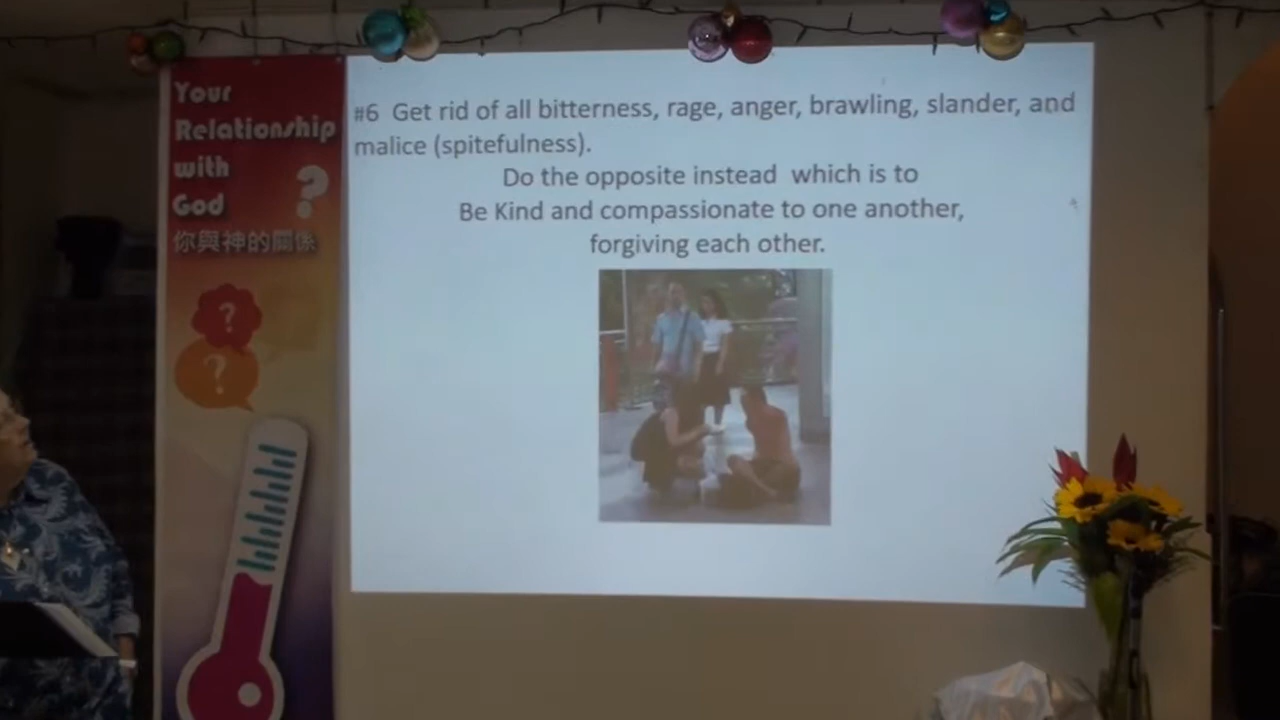 Your
Relationship
with
God ?
你與神的關係
?
?
#6 Get rid of all bitterness, rage, anger, brawling, slander, and
malice (spitefulness).
Do the opposite instead which is to
Be Kind and compassionate to one another,
forgiving each other.